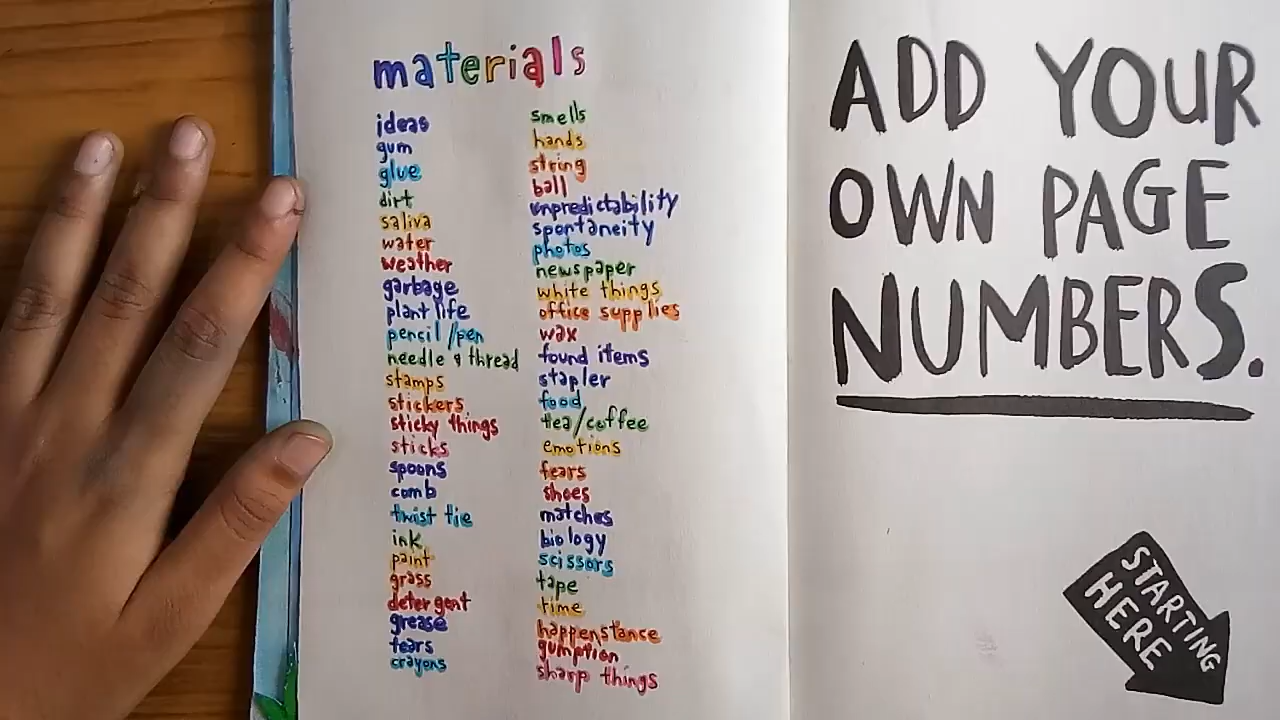 materials
ideas
gum
glue
dirt
saliva
water
weather
garbage
plant life
pencil/pen
needle & thread
stamps
stickers
sticky things
sticks
spoons
comb
twist tie
ink
paint
grass
detergent
grease
tears
crayons
smells
hands
string
ball
unpredictability
spontaneity
photos
newspaper
white things
office supplies
wax
found items
stapler
food
tea/coffee
emotions
fears
shoes
matches
biology
scissors
tape
time
happenstance
gumption
sharp things
ADD YOUR
OWN PAGE
NUMBERS.
STARTING
HERE